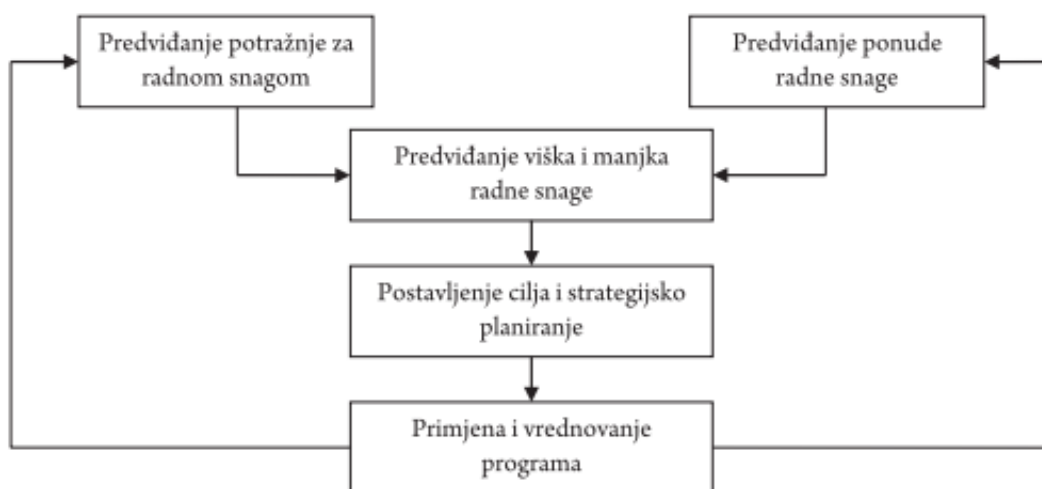 Predviđanje potražnje za
radnom snagom
Predviđanje ponude
radne snage
Predviđanje viška i manjka
radne snage
Postavljenje cilja i strategijsko
planiranje
Primjena i vrednovanje
programa